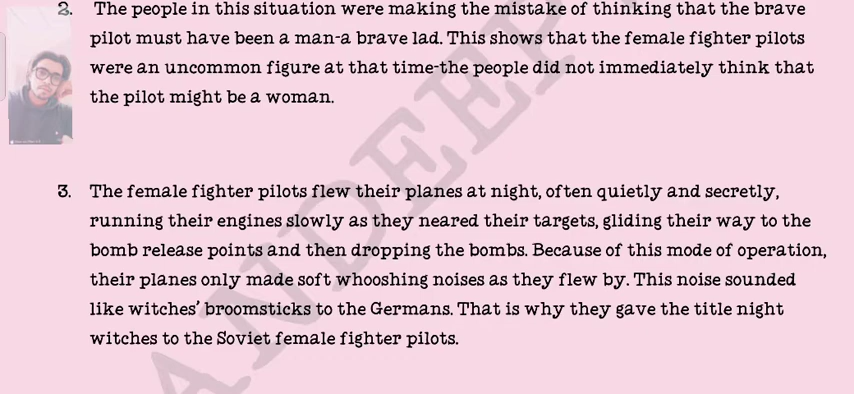 2. The people in this situation were making the mistake of thinking that the brave
pilot must have been a man-a brave lad. This shows that the female fighter pilots
were an uncommon figure at that time-the people did not immediately think that
the pilot might be a woman.
3. The female fighter pilots flew their planes at night, often quietly and secretly,
running their engines slowly as they neared their targets, gliding their way to the
bomb release points and then dropping the bombs. Because of this mode of operation,
their planes only made soft whooshing noises as they flew by. This noise sounded
like witches' broomsticks to the Germans. That is why they gave the title night
witches to the Soviet female fighter pilots.